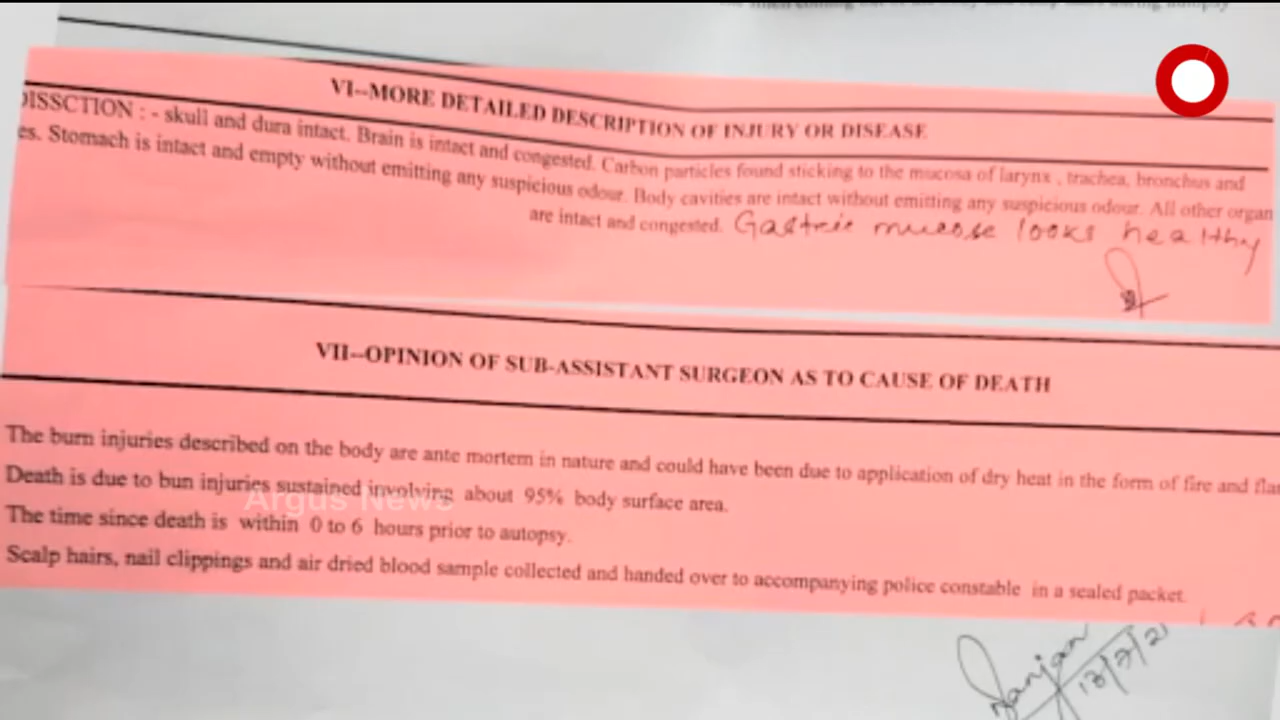 VI--MORE DETAILED DESCRIPTION OF INJURY OR DISEASE
DISSCTION : - skull and dura intact. Brain is intact and congested. Carbon particles found sticking to the mucosa of larynx , trachea, bronchus and
es. Stomach is intact and empty without emitting any suspicious odour. Body cavities are intact without emitting any suspicious odour. All other organ
are intact and congested. Gastric mucose looks healthy
VII--OPINION OF SUB-ASSISTANT SURGEON AS TO CAUSE OF DEATH
The burn injuries described on the body are ante mortem in nature and could have been due to application of dry heat in the form of fire and flam
Death is due to bun injuries sustained involving about 95% body surface area.
Argus News
The time since death is within 0 to 6 hours prior to autopsy.
Scalp hairs, nail clippings and air dried blood sample collected and handed over to accompanying police constable in a sealed packet.